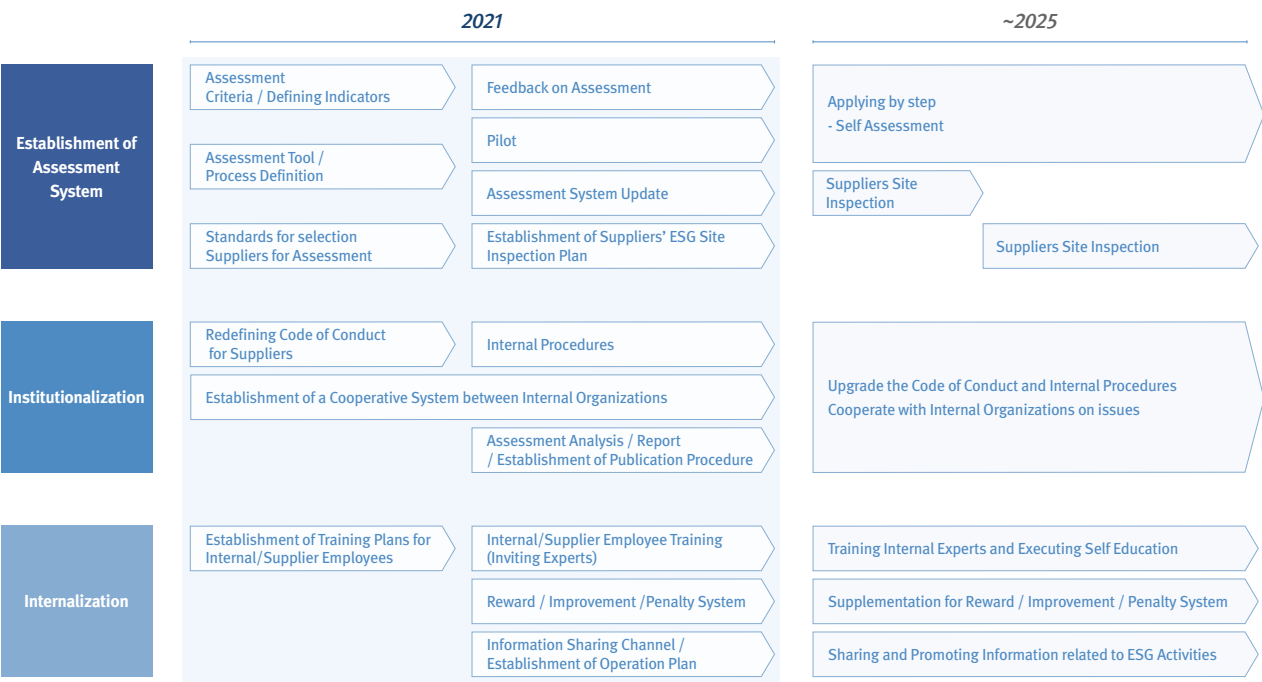 2021
~2025
Establishment of
Assessment
System
Assessment
Criteria / Defining Indicators
Feedback on Assessment
Pilot
Assessment Tool /
Process Definition
Assessment System Update
Standards for selection
Suppliers for Assessment
Establishment of Suppliers’ ESG Site
Inspection Plan
Applying by step
- Self Assessment
Suppliers Site
Inspection
Suppliers Site Inspection
Institutionalization
Redefining Code of Conduct
for Suppliers
Internal Procedures
Establishment of a Cooperative System between Internal Organizations
Assessment Analysis / Report
/ Establishment of Publication Procedure
Upgrade the Code of Conduct and Internal Procedures
Cooperate with Internal Organizations on issues
Internalization
Establishment of Training Plans for
Internal/Supplier Employees
Internal/Supplier Employee Training
(Inviting Experts)
Reward / Improvement /Penalty System
Information Sharing Channel /
Establishment of Operation Plan
Training Internal Experts and Executing Self Education
Supplementation for Reward / Improvement / Penalty System
Sharing and Promoting Information related to ESG Activities